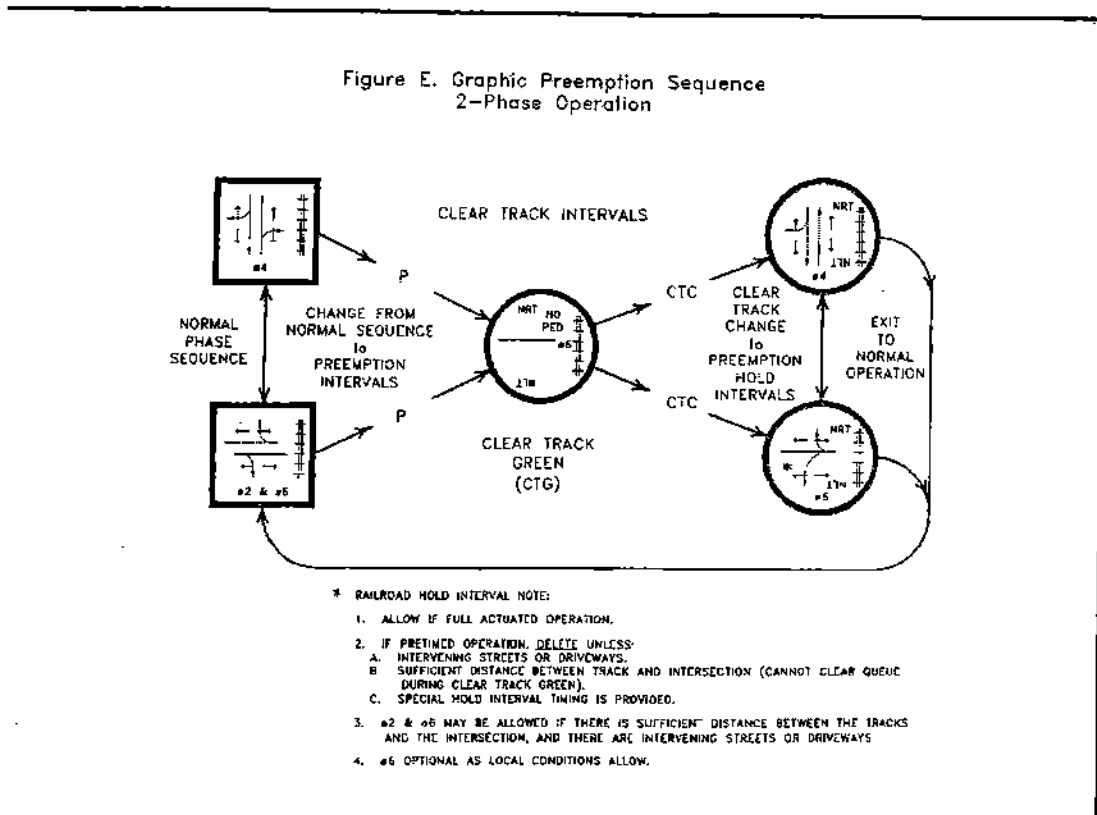 Figure E. Graphic Preemption Sequence
2-Phase Operation
ø4
CLEAR TRACK INTERVALS
NRT
NLT
ø4
P
NORMAL
PHASE
SEQUENCE
CHANGE FROM
NORMAL SEQUENCE
to
PREEMPTION
INTERVALS
NRT
NO
PED
ø6
NLT
CTC
CLEAR
TRACK
CHANGE
to
PREEMPTION
HOLD
INTERVALS
EXIT
TO
NORMAL
OPERATION
P
CTC
ø2 & ø6
CLEAR TRACK
GREEN
(CTG)
NRT
*
NLT
* RAILROAD HOLD INTERVAL NOTE:
1. ALLOW IF FULL ACTUATED OPERATION.
2. IF PRETIMED OPERATION, DELETE UNLESS:
A. INTERVENING STREETS OR DRIVEWAYS.
B SUFFICIENT DISTANCE BETWEEN TRACK AND INTERSECTION (CANNOT CLEAR QUEUE
DURING CLEAR TRACK GREEN).
C. SPECIAL HOLD INTERVAL TIMING IS PROVIDED.
3. ø2 & ø6 MAY BE ALLOWED IF THERE IS SUFFICIENT DISTANCE BETWEEN THE TRACKS
AND THE INTERSECTION, AND THERE ARE INTERVENING STREETS OR DRIVEWAYS
4. ø6 OPTIONAL AS LOCAL CONDITIONS ALLOW.